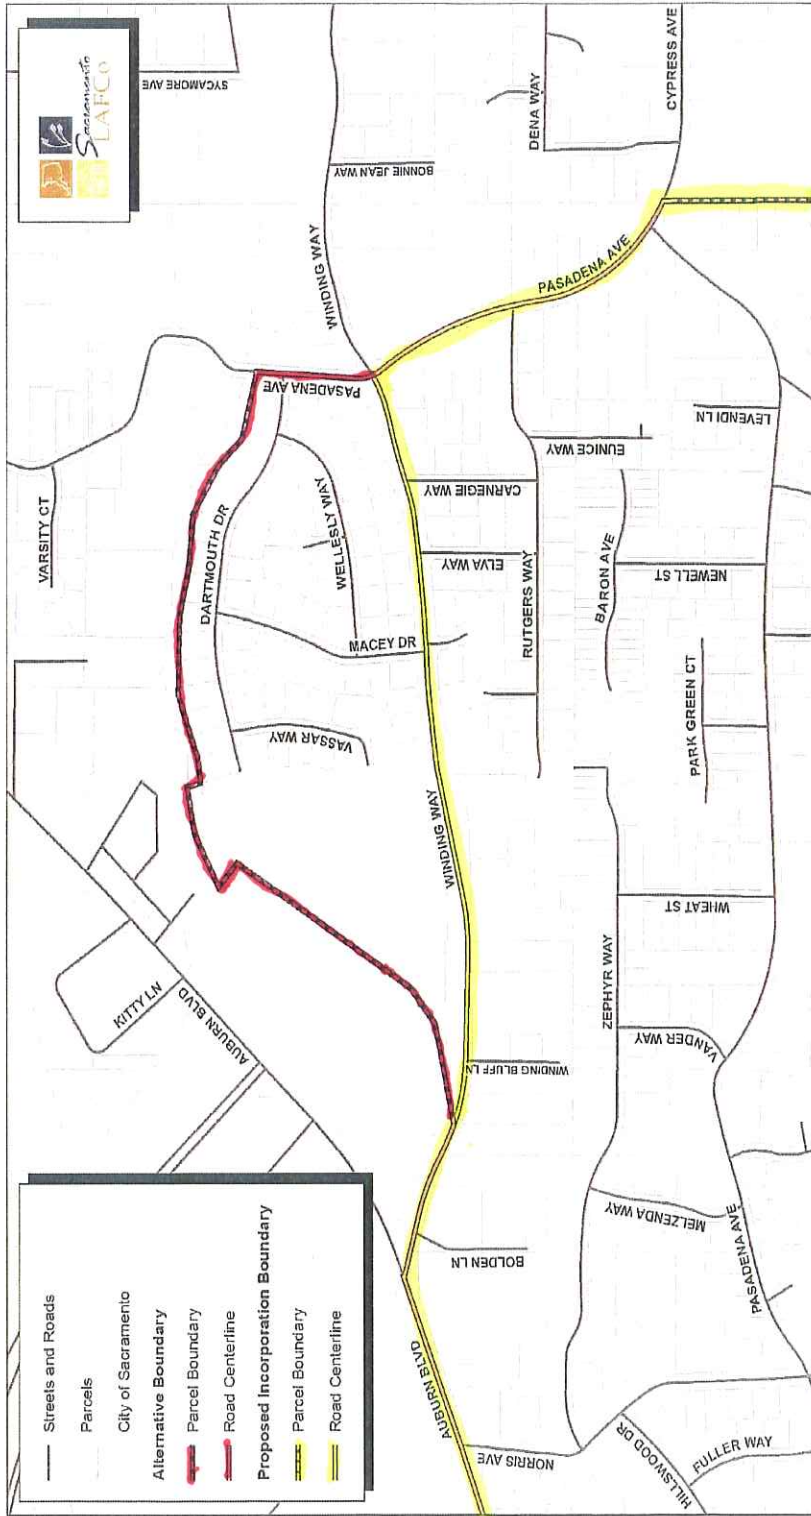 Sacramento
LAFCo
Streets and Roads
Parcels
City of Sacramento
Alternative Boundary
Parcel Boundary
Road Centerline
Proposed Incorporation Boundary
Parcel Boundary
Road Centerline
SYCAMORE AVE
WINDING WAY
BONNIE JEAN WAY
DENA WAY
CYPRESS AVE
PASADENA AVE
PASADENA AVE
VARSITY CT
DARTMOUTH DR
WELLESLY WAY
MACEY DR
VASSAR WAY
CARNEGIE WAY
ELVA WAY
RUTGERS WAY
EUNICE WAY
LEVENDI LN
BARON AVE
NEWELL ST
PARK GREEN CT
WINDING WAY
KITTY LN
AUBURN BLVD
WINDING BLUFF LN
WHEAT ST
ZEPHYR WAY
VANDER WAY
BOLDEN LN
MELZENDA WAY
PASADENA AVE
AUBURN BLVD
NORRIS AVE
HILLSWOOD DR
FULLER WAY